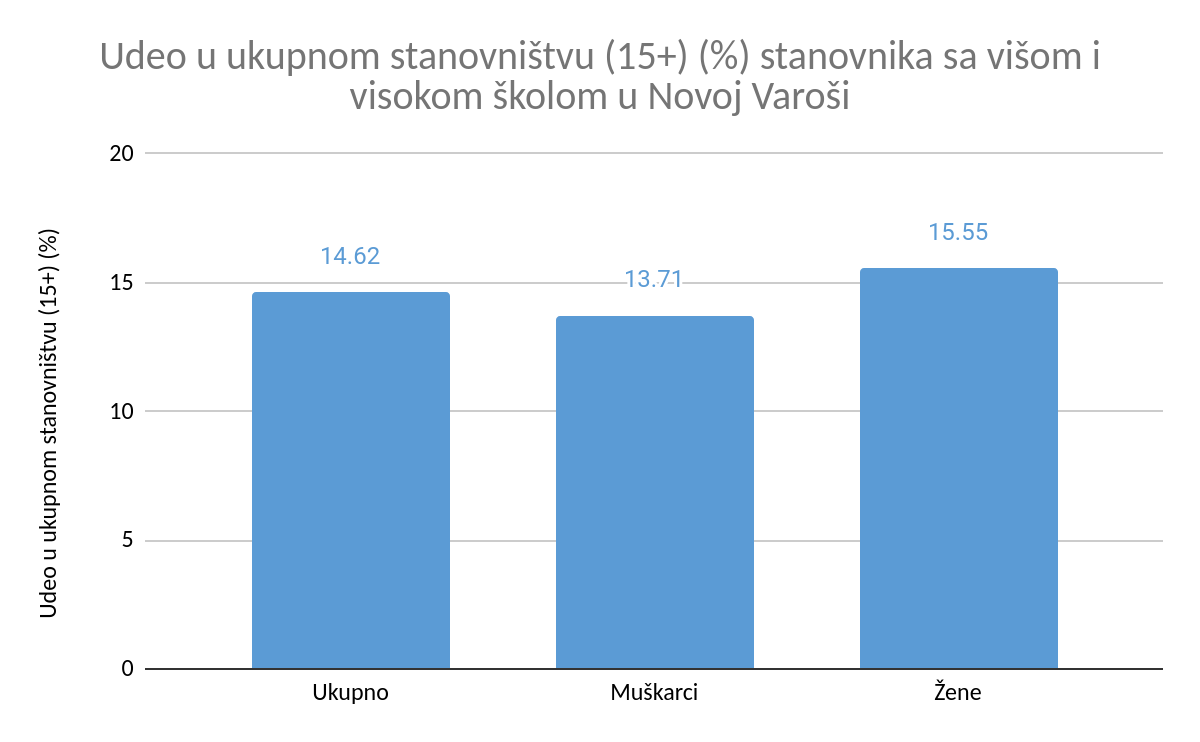 Udeo u ukupnom stanovništvu (15+) (%) stanovnika sa višom i
visokom školom u Novoj Varoši
Udeo u ukupnom stanovništvu (15+) (%)
20
15
10
5
0
14.62
13.71
15.55
Ukupno
Muškarci
Žene